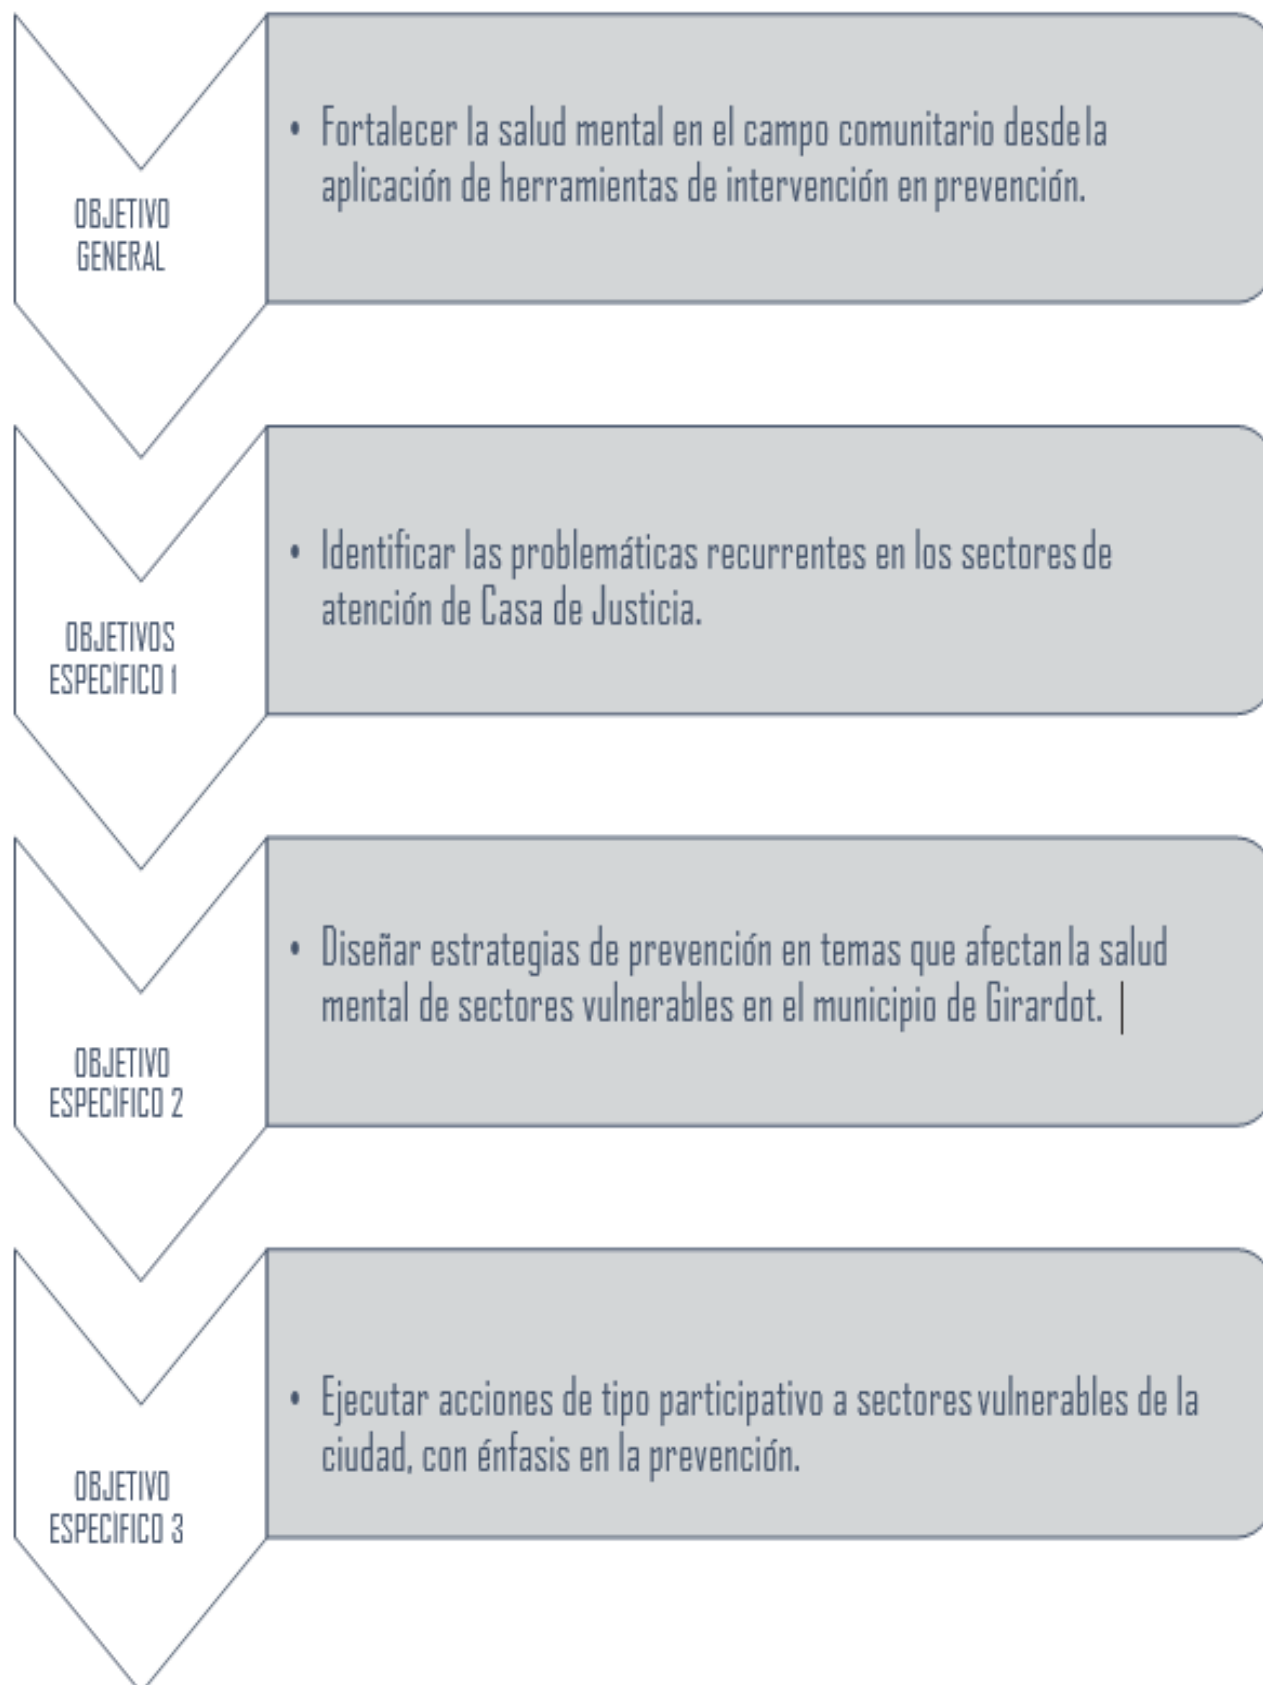 OBJETIVO
GENERAL
• Fortalecer la salud mental en el campo comunitario desde la
aplicación de herramientas de intervención en prevención.
OBJETIVOS
ESPECÍFICO 1
• Identificar las problemáticas recurrentes en los sectores de
atención de Casa de Justicia.
OBJETIVO
ESPECÍFICO 2
• Diseñar estrategias de prevención en temas que afectan la salud
mental de sectores vulnerables en el municipio de Girardot.
OBJETIVO
ESPECÍFICO 3
• Ejecutar acciones de tipo participativo a sectores vulnerables de la
ciudad, con énfasis en la prevención.